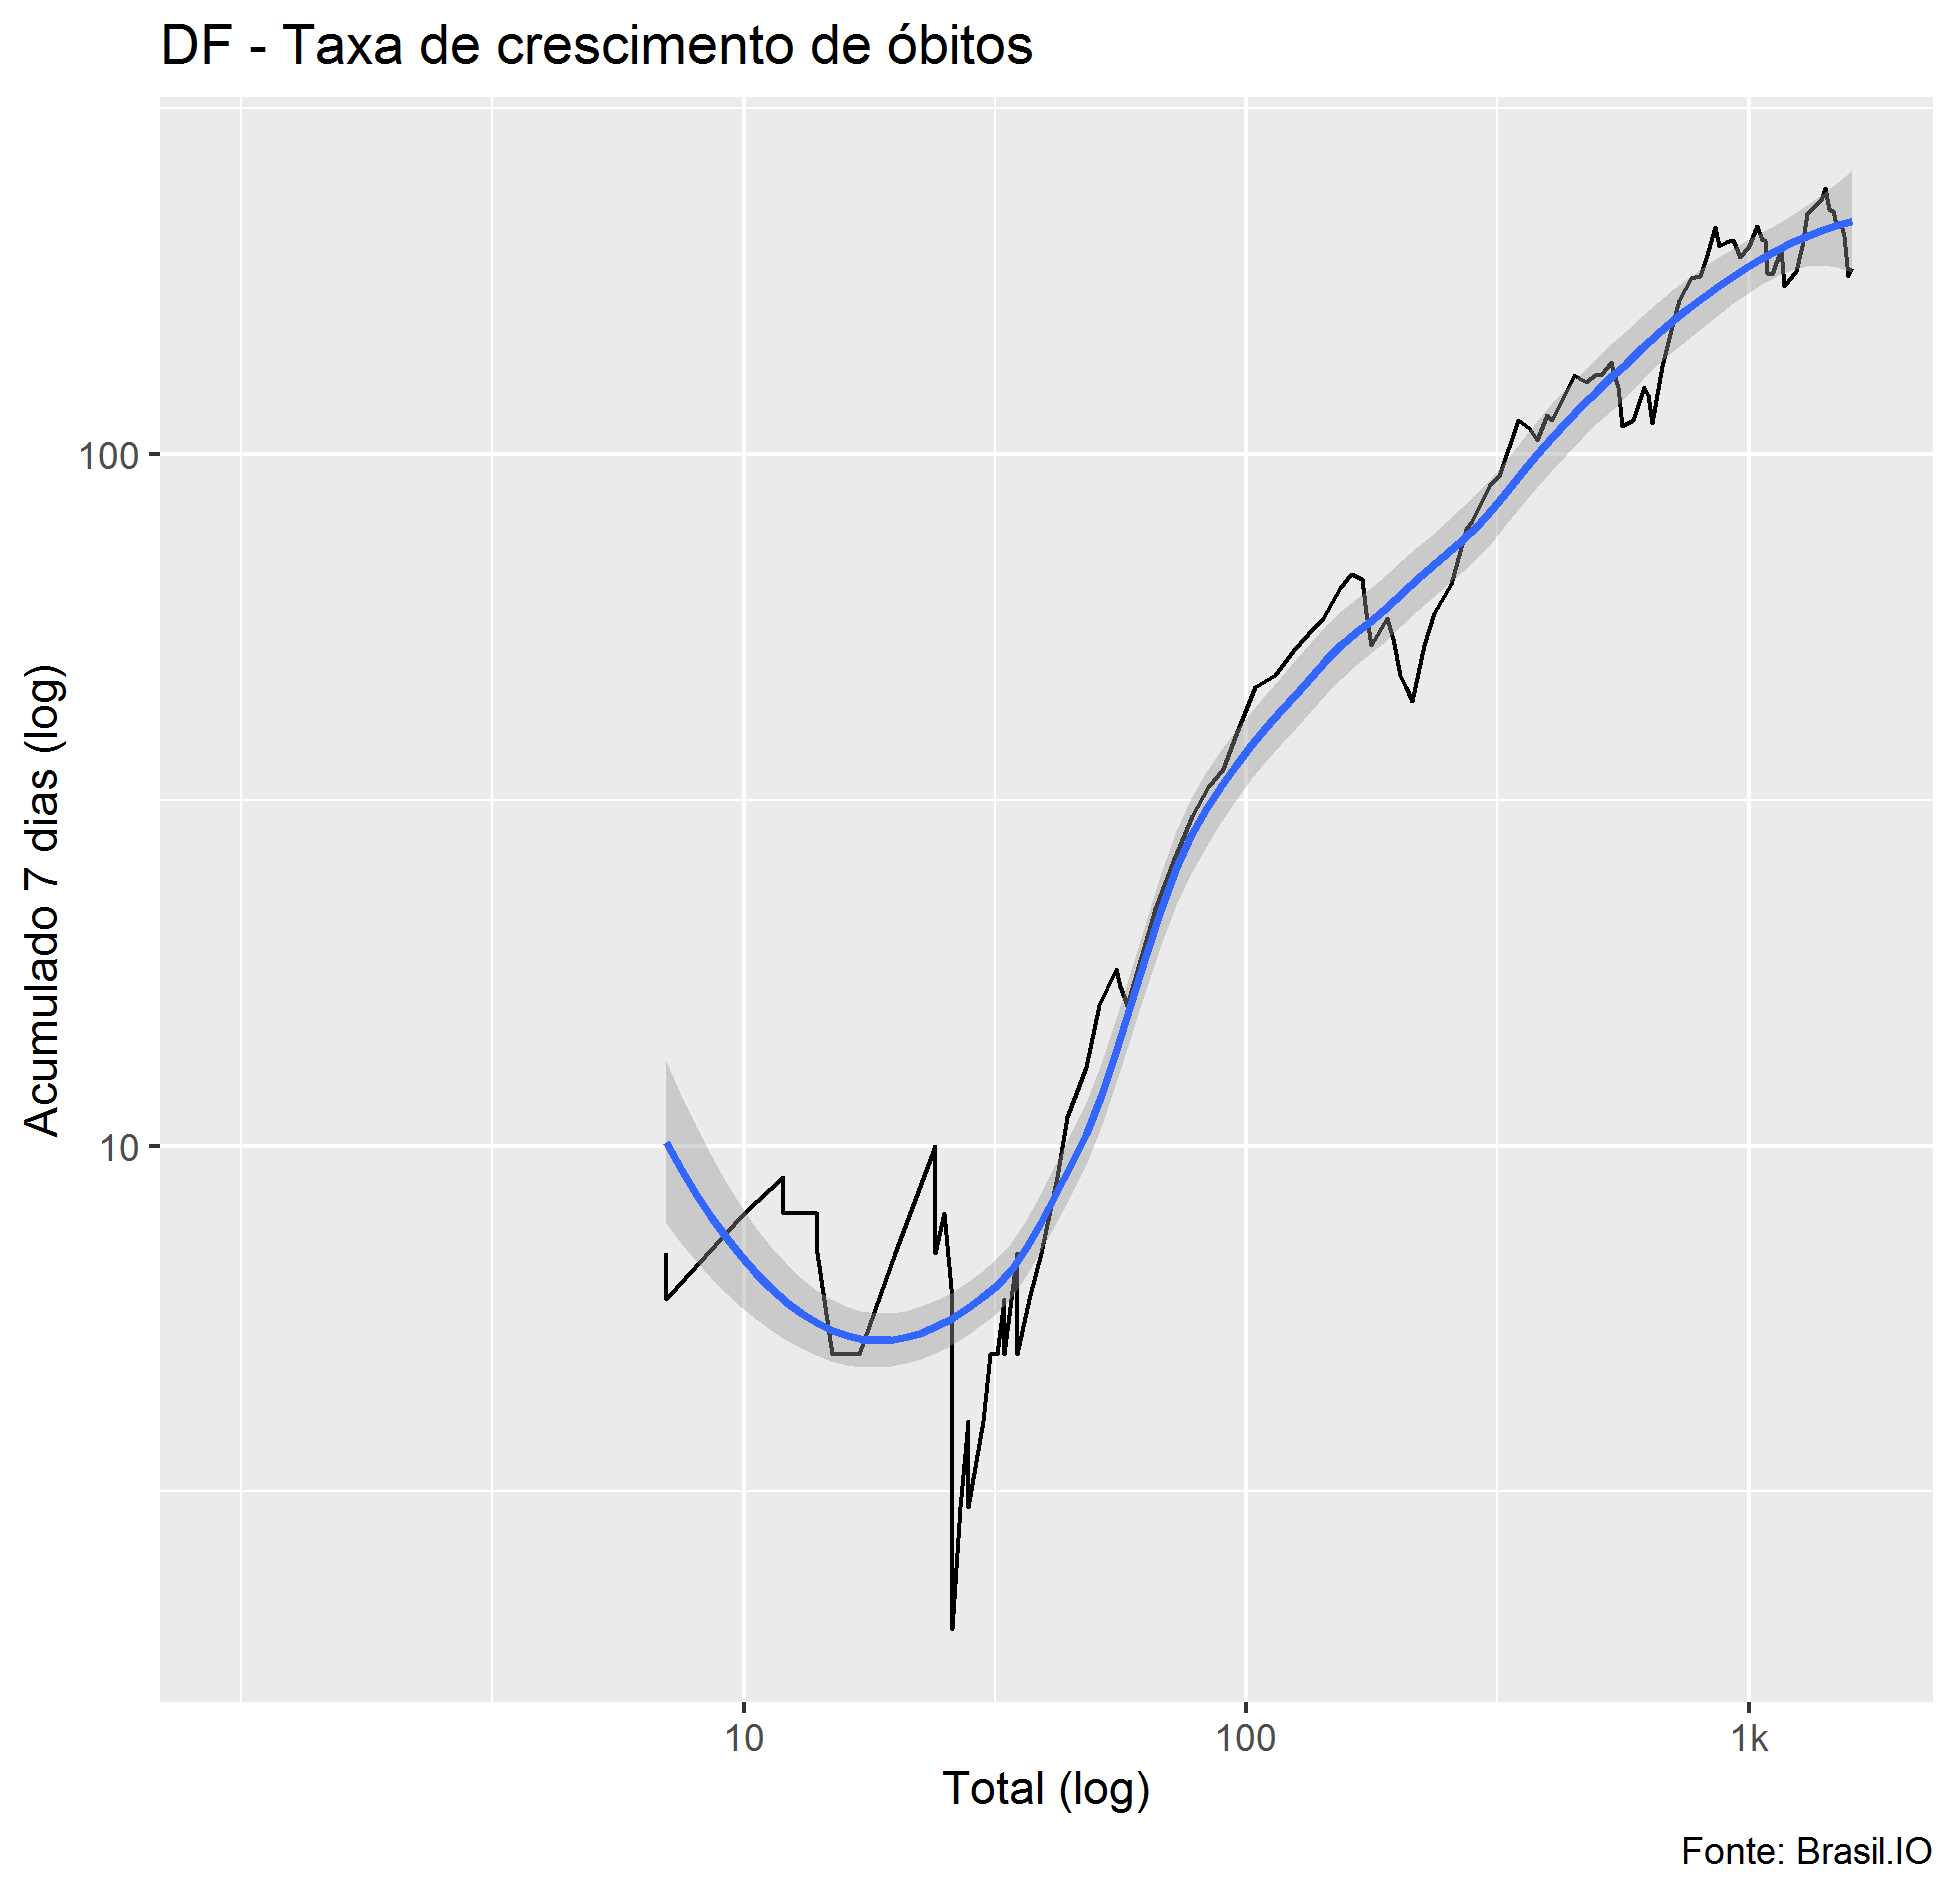 DF - Taxa de crescimento de óbitos
Acumulado 7 dias (log)
100
10
10
100
1k
Total (log)
Fonte: Brasil.IO